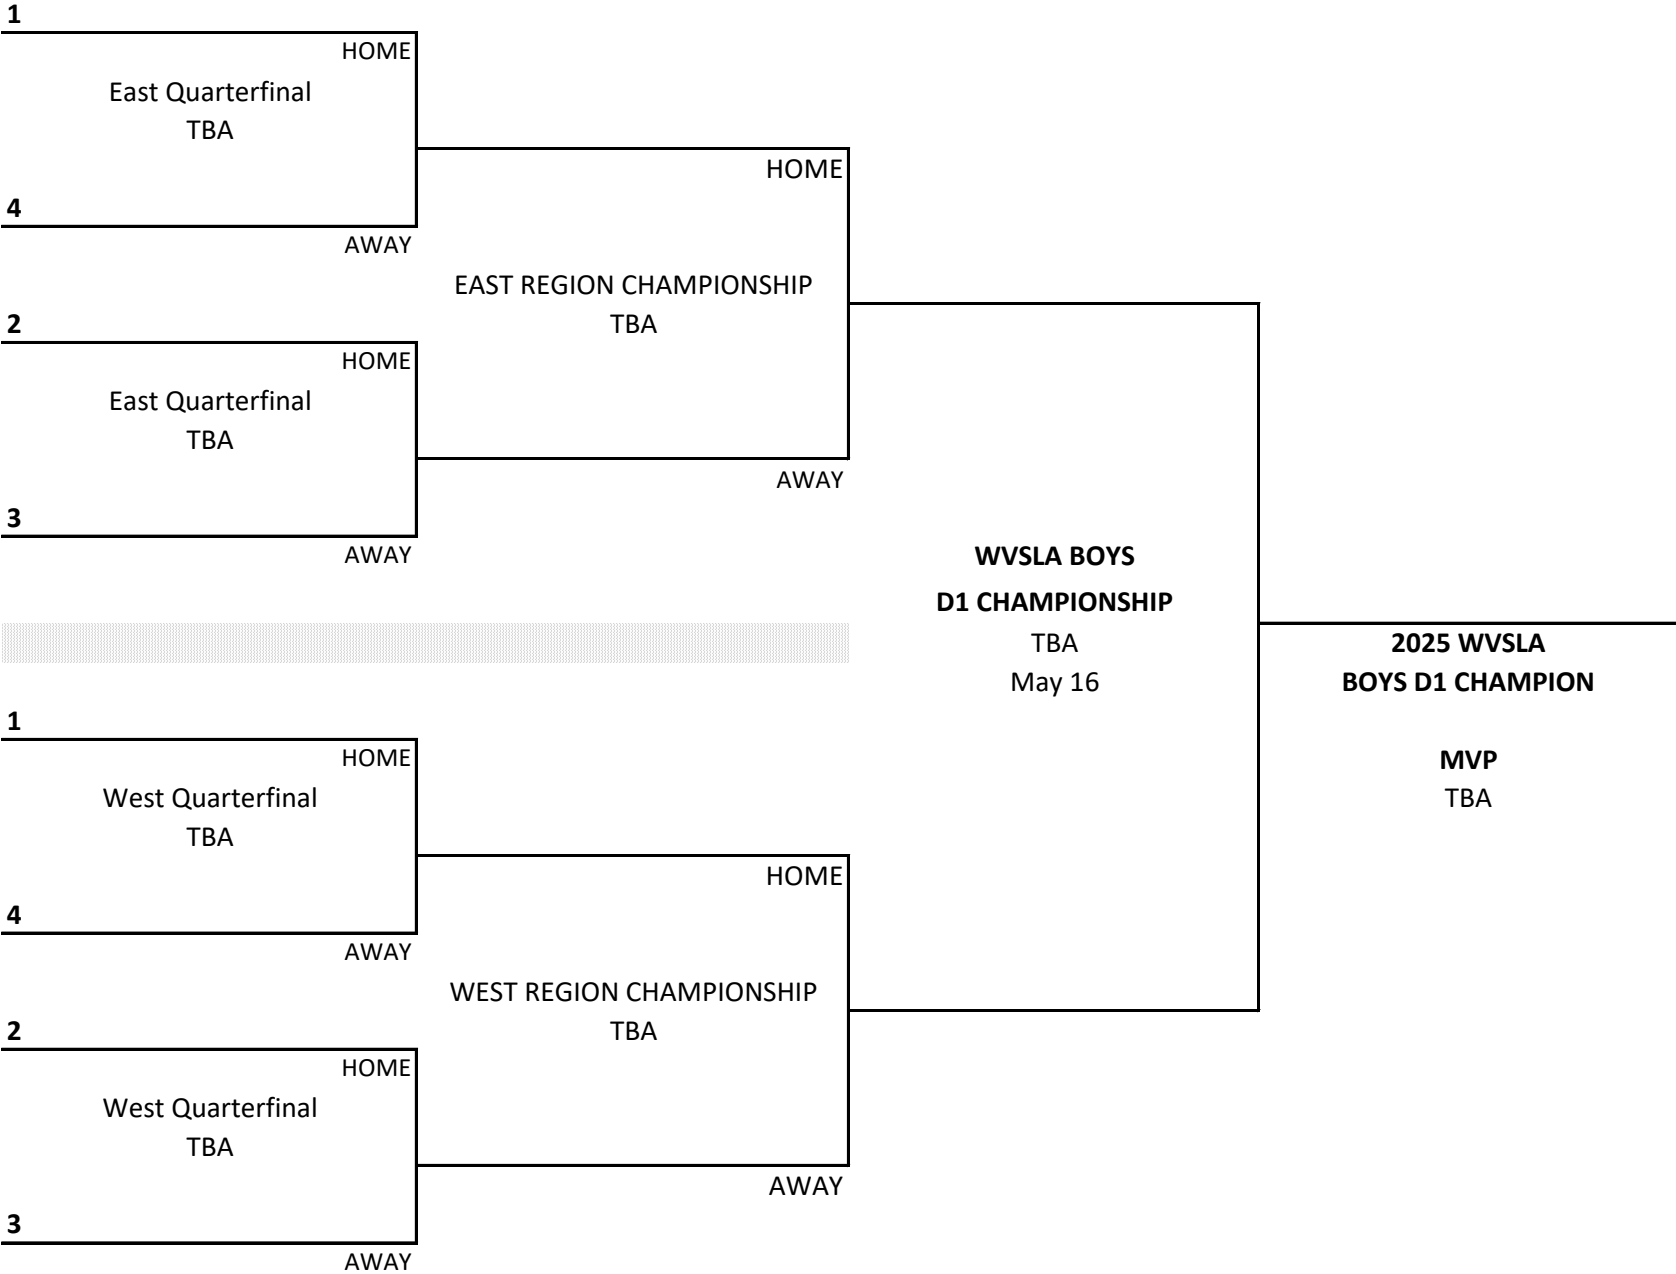 1
HOME
East Quarterfinal
TBA
4
AWAY
2
HOME
East Quarterfinal
TBA
3
AWAY
HOME
EAST REGION CHAMPIONSHIP
TBA
AWAY
1
HOME
West Quarterfinal
TBA
4
AWAY
2
HOME
West Quarterfinal
TBA
3
AWAY
HOME
WEST REGION CHAMPIONSHIP
TBA
AWAY
WVSLA BOYS
D1 CHAMPIONSHIP
TBA
May 16
2025 WVSLA
BOYS D1 CHAMPION
MVP
TBA